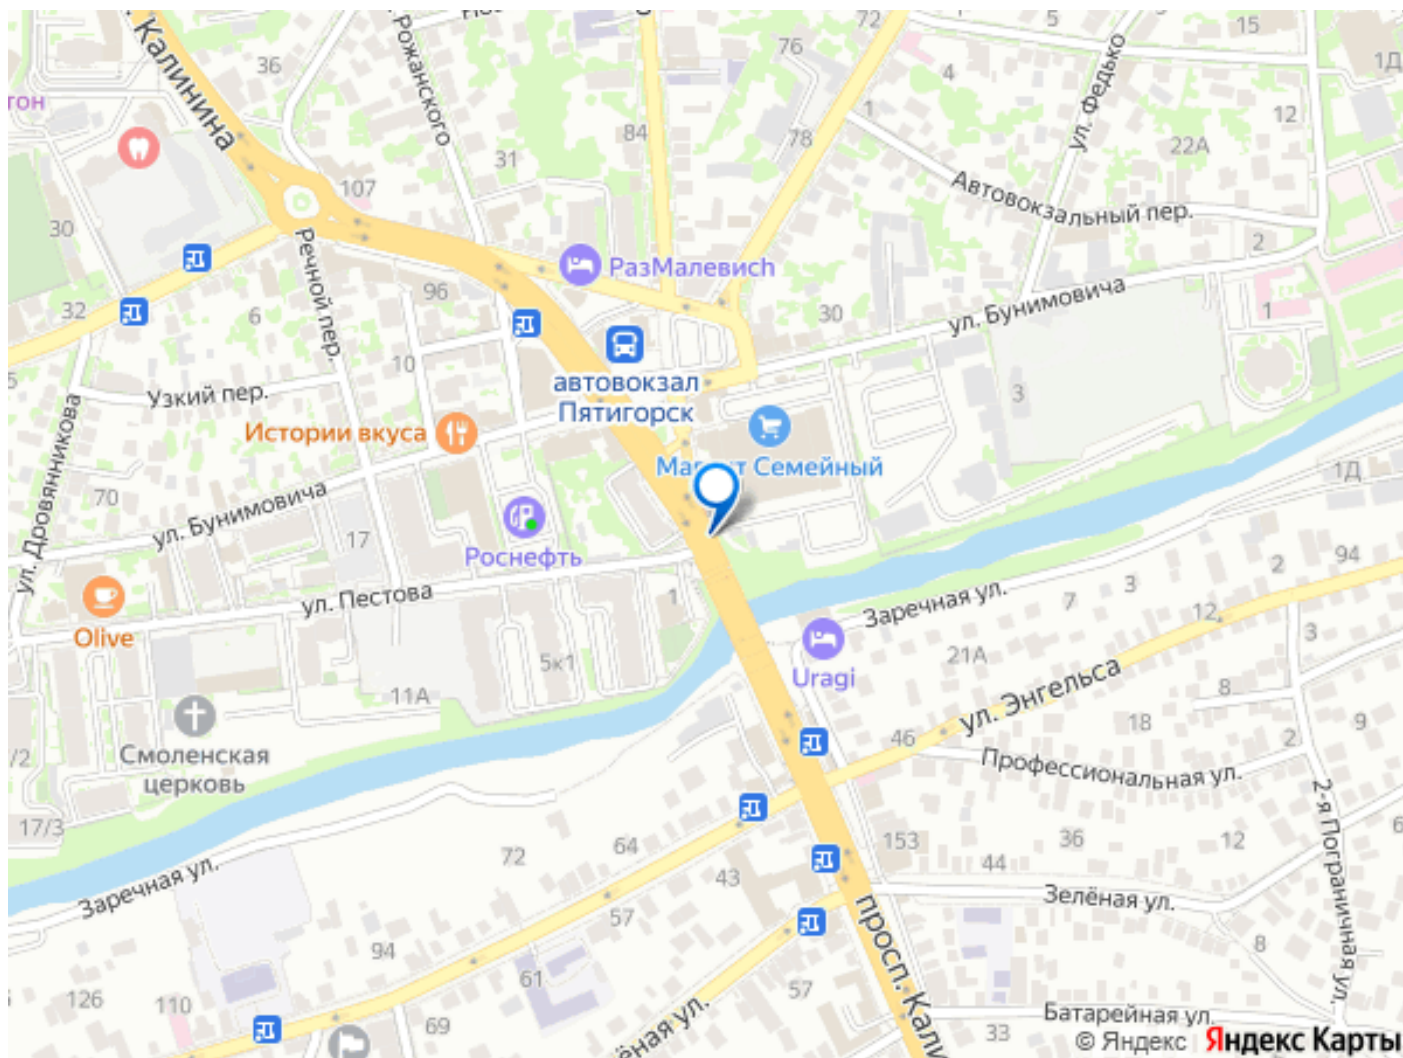 Калинина
36
Рожанского
72
5
15
76
4
1Д
тон
ул. Федько
1
12
84
78
22А
31
107
Автовокзальный пер.
30
Речной пер.
2
РазМалевич
96
ул. Бунимовича
32
6
30
1
автовокзал
Пятигорск
10
Узкий пер.
3
Истории вкуса
Семейный
1Д
ул. Дровянникова
70
ул. Бунимовича
17
Роснефть
94
2
3
1
ул. Пестова
Заречная ул.
7
12
Olive
3
5к1
21А
Uragi
11А
ул. Энгельса
8
18
9
Смоленская
церковь
46
2
/2
Профессиональная ул.
2-я Пограничная ул.
17/3
64
153
36
12
6
72
44
43
Зелёная ул.
Заречная ул.
57
просп. Кали
94
8
61
57
126
110
69
ёная ул.
Батарейная ул.
33
© Яндекс Яндекс Карты